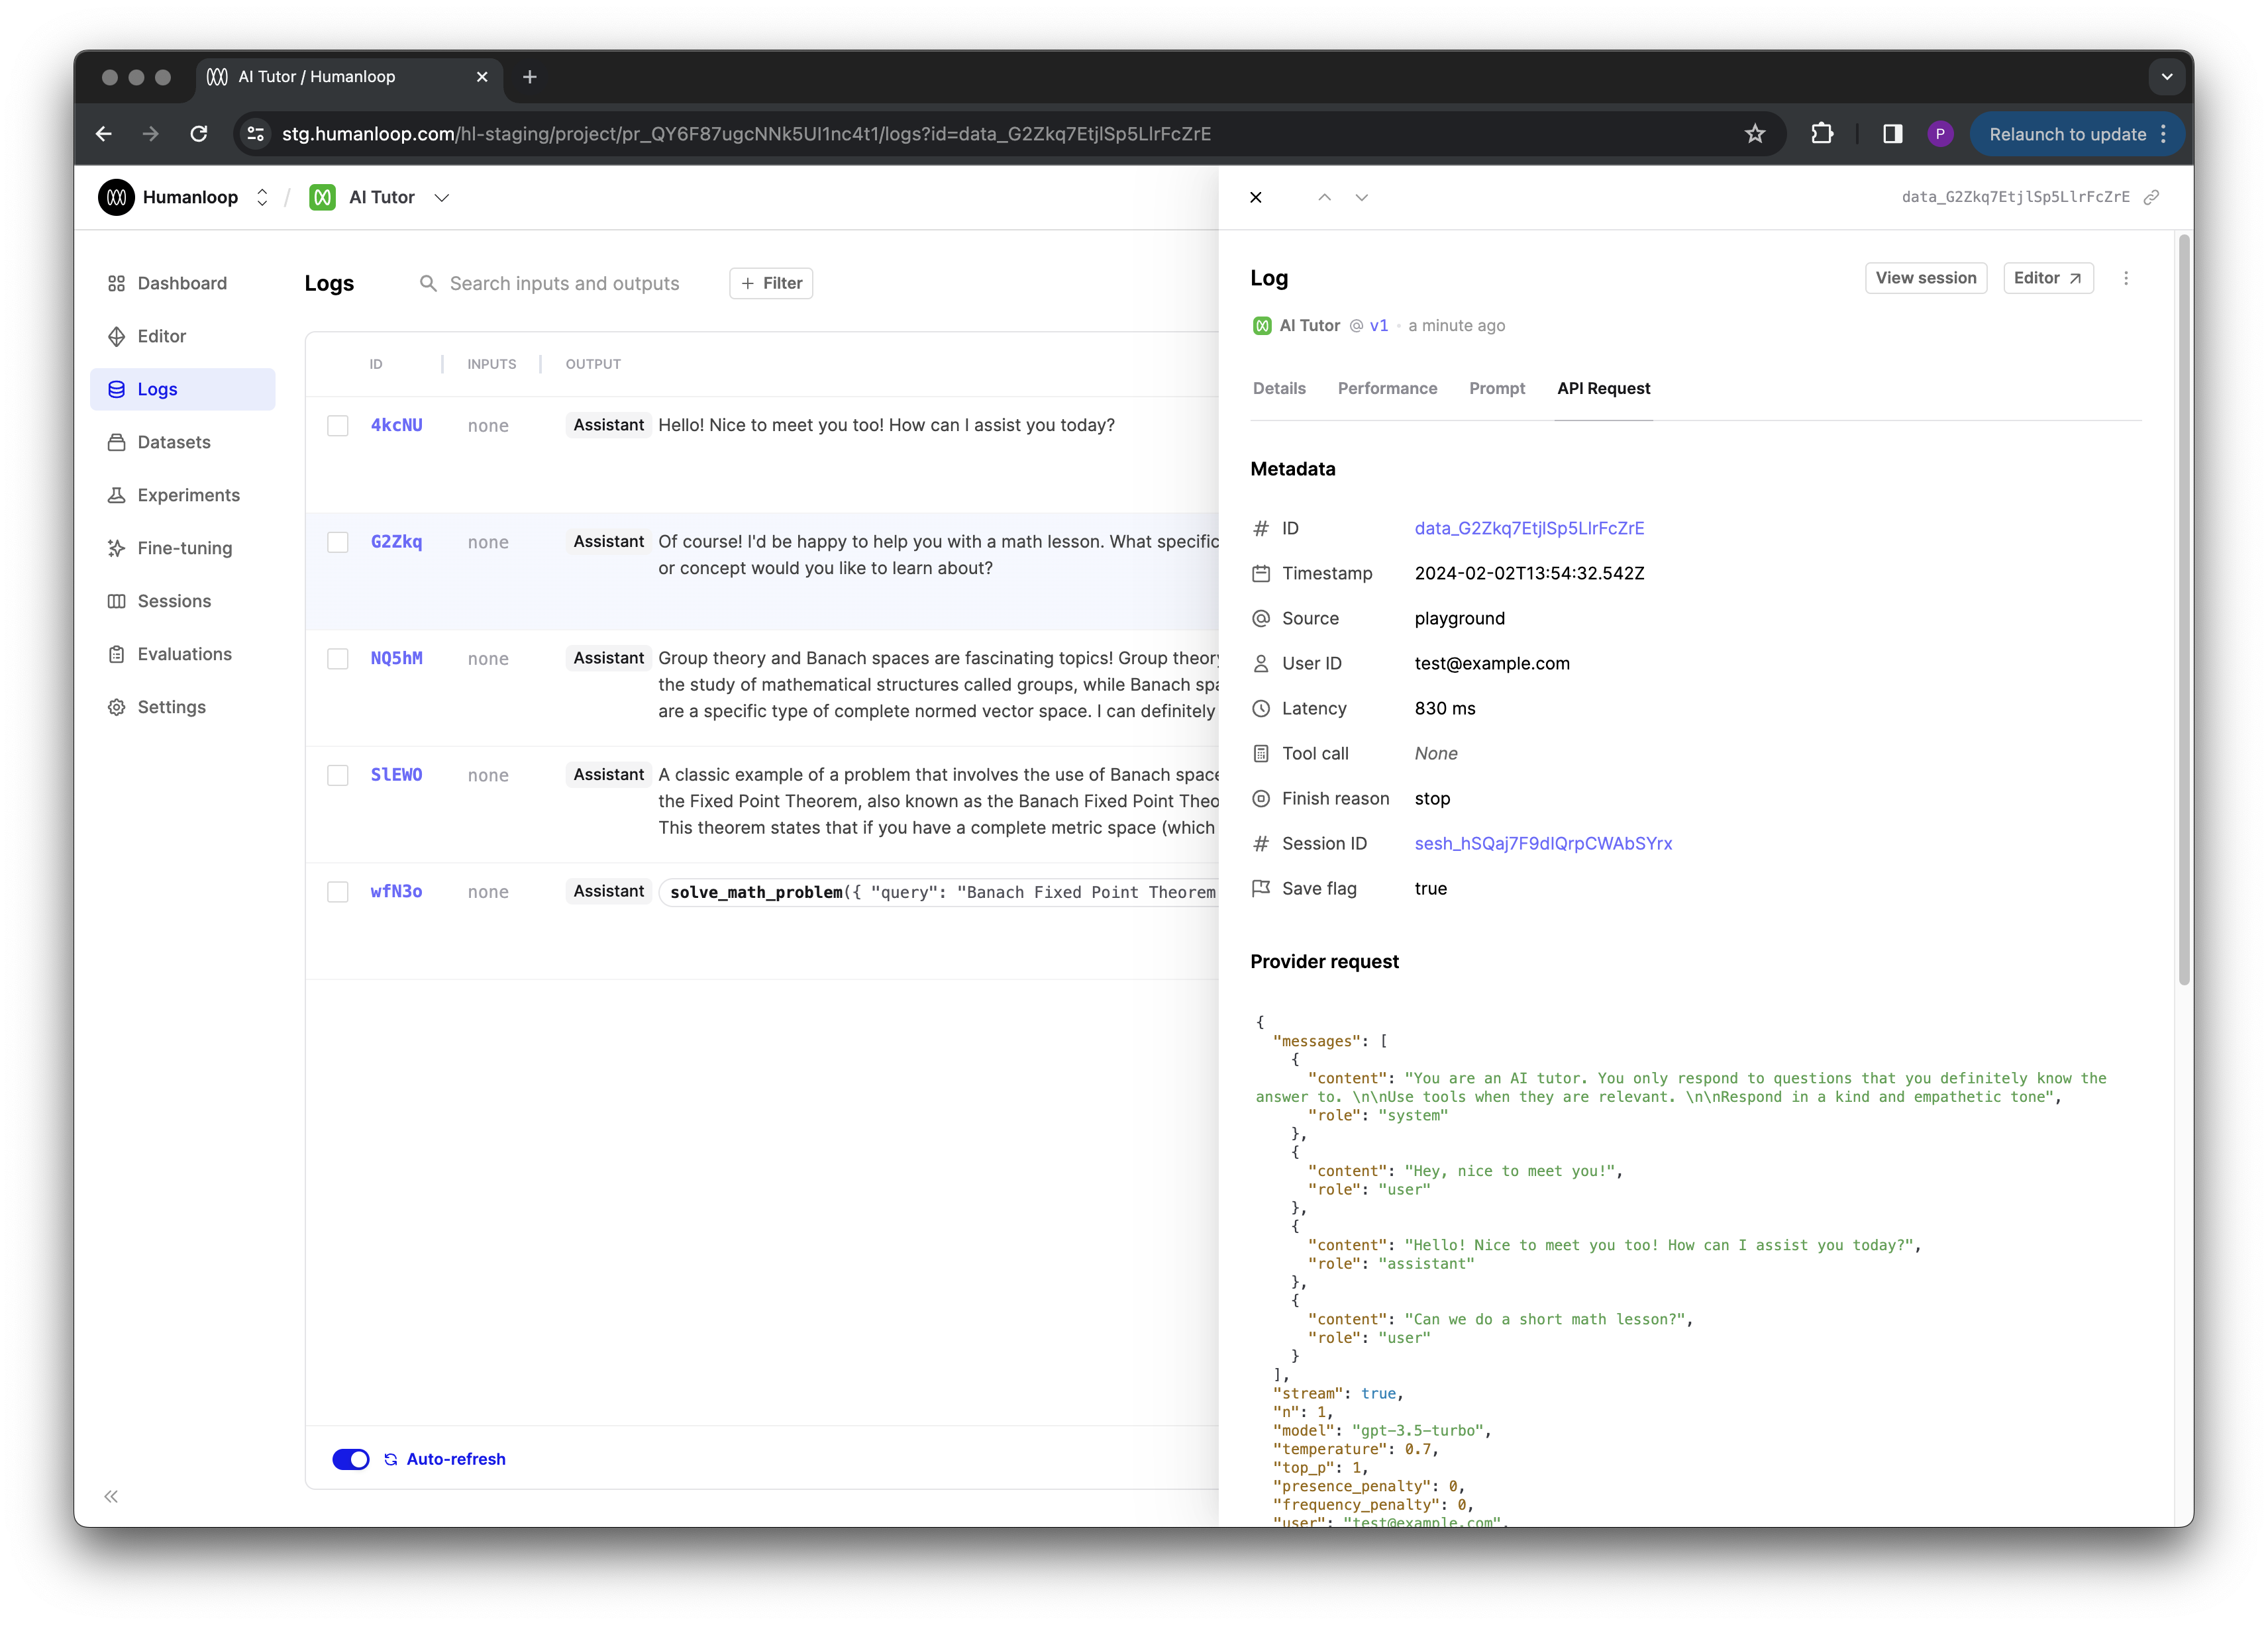 AI Tutor / Humanloop
stg.humanloop.com/hl-staging/project/pr_QY6F87ugcNNk5UI1nc4t1/logs?id=data_G2Zkq7EtjlSp5LlrFcZrE
P
Relaunch to update
Humanloop / AI Tutor
data_G2Zkq7EtjlSp5LlrFcZrE
Dashboard
Editor
Logs
Datasets
Experiments
Fine-tuning
Sessions
Evaluations
Settings
Logs
Search inputs and outputs
+ Filter
ID INPUTS OUTPUT
4kcNU none Assistant Hello! Nice to meet you too! How can I assist you today?
G2Zkq none Assistant Of course! I'd be happy to help you with a math lesson. What specific
or concept would you like to learn about?
NQ5hM none Assistant Group theory and Banach spaces are fascinating topics! Group theory
the study of mathematical structures called groups, while Banach spa
are a specific type of complete normed vector space. I can definitely
SlEWO none Assistant A classic example of a problem that involves the use of Banach space
the Fixed Point Theorem, also known as the Banach Fixed Point Theo
This theorem states that if you have a complete metric space (which
wfN3o none Assistant solve_math_problem({ "query": "Banach Fixed Point Theorem
Auto-refresh
Log
View session
Editor
AI Tutor @ v1 • a minute ago
Details Performance Prompt API Request
Metadata
ID data_G2Zkq7EtjlSp5LlrFcZrE
Timestamp 2024-02-02T13:54:32.542Z
Source playground
User ID test@example.com
Latency 830 ms
Tool call None
Finish reason stop
Session ID sesh_hSQaj7F9dIQrpCWAbSYrx
Save flag true
Provider request
{
"messages": [
{
"content": "You are an AI tutor. You only respond to questions that you definitely know the
answer to. \n\nUse tools when they are relevant. \n\nRespond in a kind and empathetic tone",
"role": "system"
},
{
"content": "Hey, nice to meet you!",
"role": "user"
},
{
"content": "Hello! Nice to meet you too! How can I assist you today?",
"role": "assistant"
},
{
"content": "Can we do a short math lesson?",
"role": "user"
}
],
"stream": true,
"n": 1,
"model": "gpt-3.5-turbo",
"temperature": 0.7,
"top_p": 1,
"presence_penalty": 0,
"frequency_penalty": 0,
"user": "test@example.com",